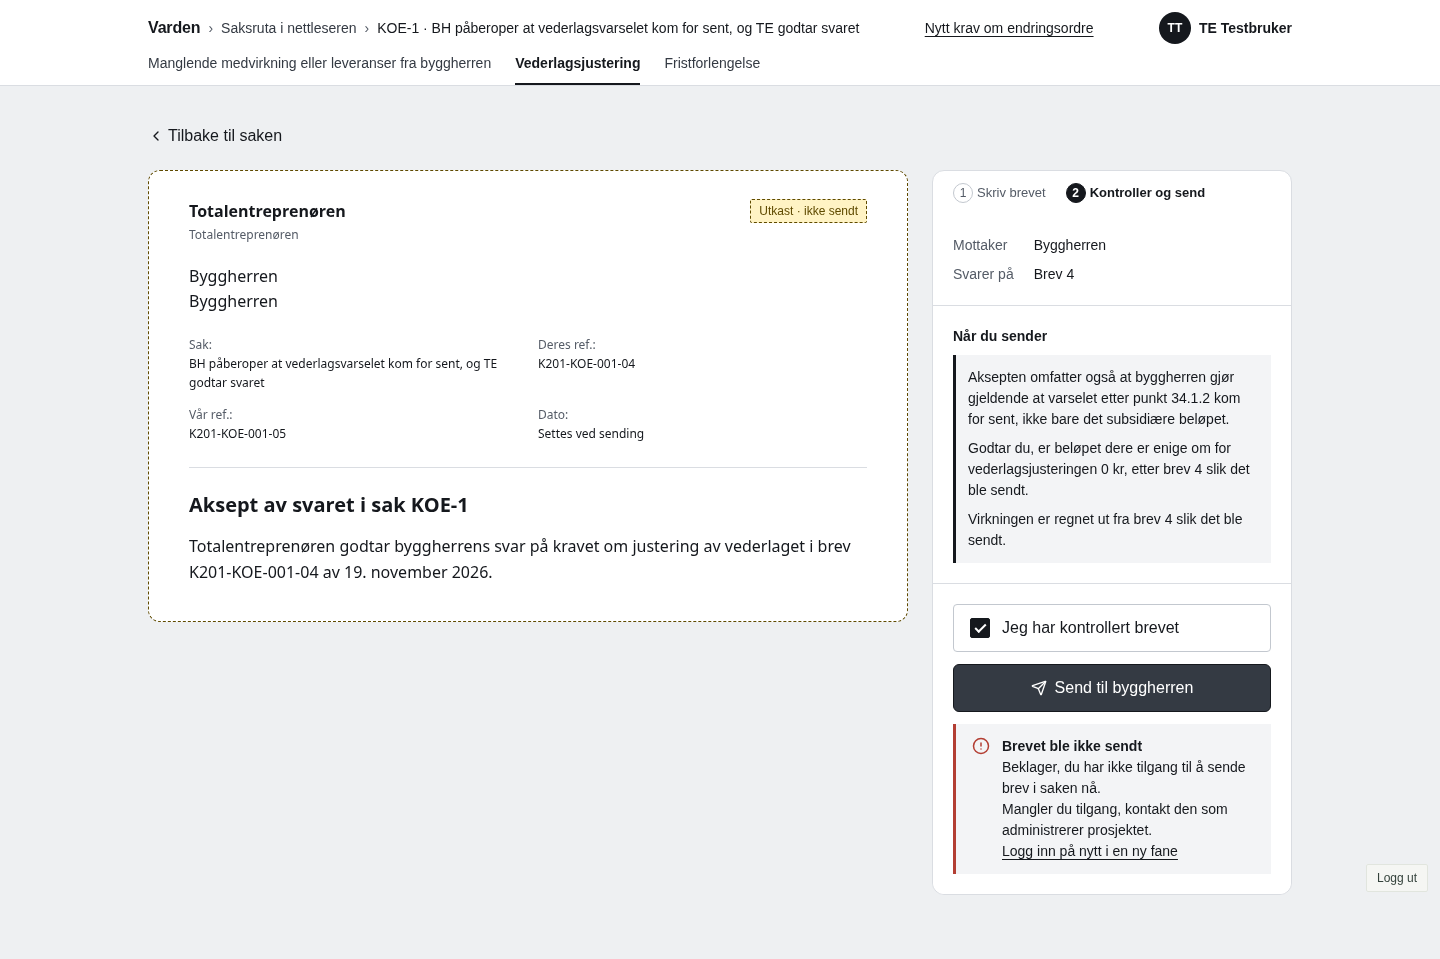 Varden › Saksruta i nettleseren › KOE-1 · BH påberoper at vederlagsvarselet kom for sent, og TE godtar svaret
Nytt krav om endringsordre
TT TE Testbruker
Manglende medvirkning eller leveranser fra byggherren Vederlagsjustering Fristforlengelse
Tilbake til saken
Totalentreprenøren
Utkast · ikke sendt
Totalentreprenøren
Byggherren
Byggherren
Sak:
BH påberoper at vederlagsvarselet kom for sent, og TE
godtar svaret
Deres ref.:
K201-KOE-001-04
Vår ref.:
K201-KOE-001-05
Dato:
Settes ved sending
Aksept av svaret i sak KOE-1
Totalentreprenøren godtar byggherrens svar på kravet om justering av vederlaget i brev
K201-KOE-001-04 av 19. november 2026.
1 Skriv brevet 2 Kontroller og send
Mottaker Byggherren
Svarer på Brev 4
Når du sender
Aksepten omfatter også at byggherren gjør
gjeldende at varselet etter punkt 34.1.2 kom
for sent, ikke bare det subsidiære beløpet.
Godtar du, er beløpet dere er enige om for
vederlagsjusteringen 0 kr, etter brev 4 slik det
ble sendt.
Virkningen er regnet ut fra brev 4 slik det ble
sendt.
Jeg har kontrollert brevet
Send til byggherren
Brevet ble ikke sendt
Beklager, du har ikke tilgang til å sende
brev i saken nå.
Mangler du tilgang, kontakt den som
administrerer prosjektet.
Logg inn på nytt i en ny fane
Logg ut